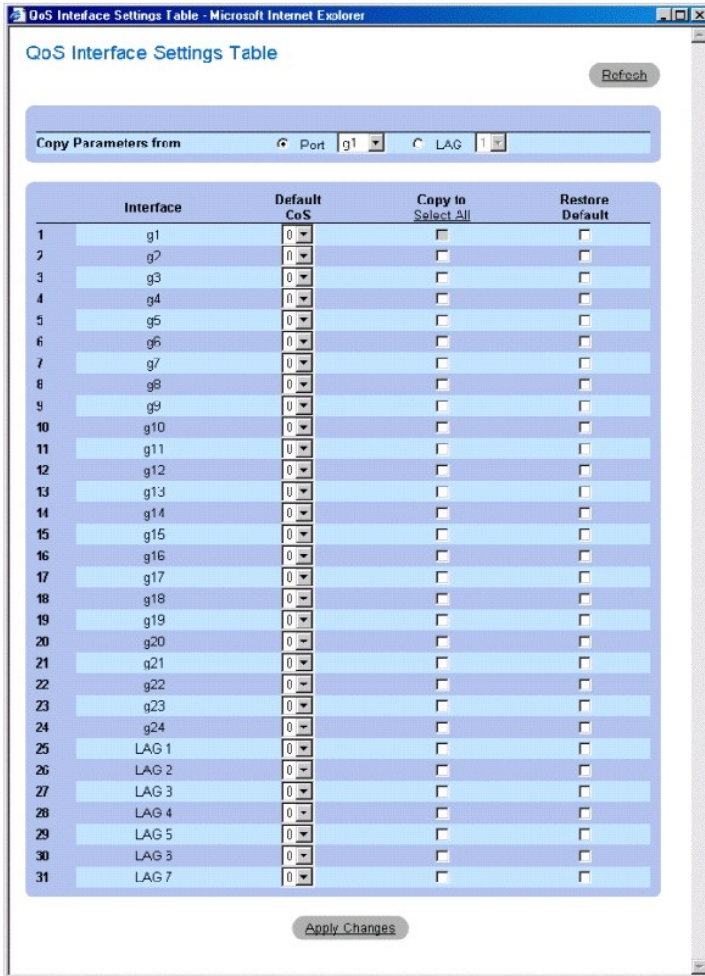 QoS Interface Settings Table - Microsoft Internet Explorer
QoS Interface Settings Table
Refresh
Copy Parameters from Port g1 LAG 1
Interface Default CoS Copy to Select All Restore Default
1 g1 0
2 g2 0
3 g3 0
4 g4 0
5 g5 0
6 g6 0
7 g7 0
8 g8 0
9 g9 0
10 g10 0
11 g11 0
12 g12 0
13 g13 0
14 g14 0
15 g15 0
16 g16 0
17 g17 0
18 g18 0
19 g19 0
20 g20 0
21 g21 0
22 g22 0
23 g23 0
24 g24 0
25 LAG 1 0
26 LAG 2 0
27 LAG 3 0
28 LAG 4 0
29 LAG 5 0
30 LAG 6 0
31 LAG 7 0
Apply Changes